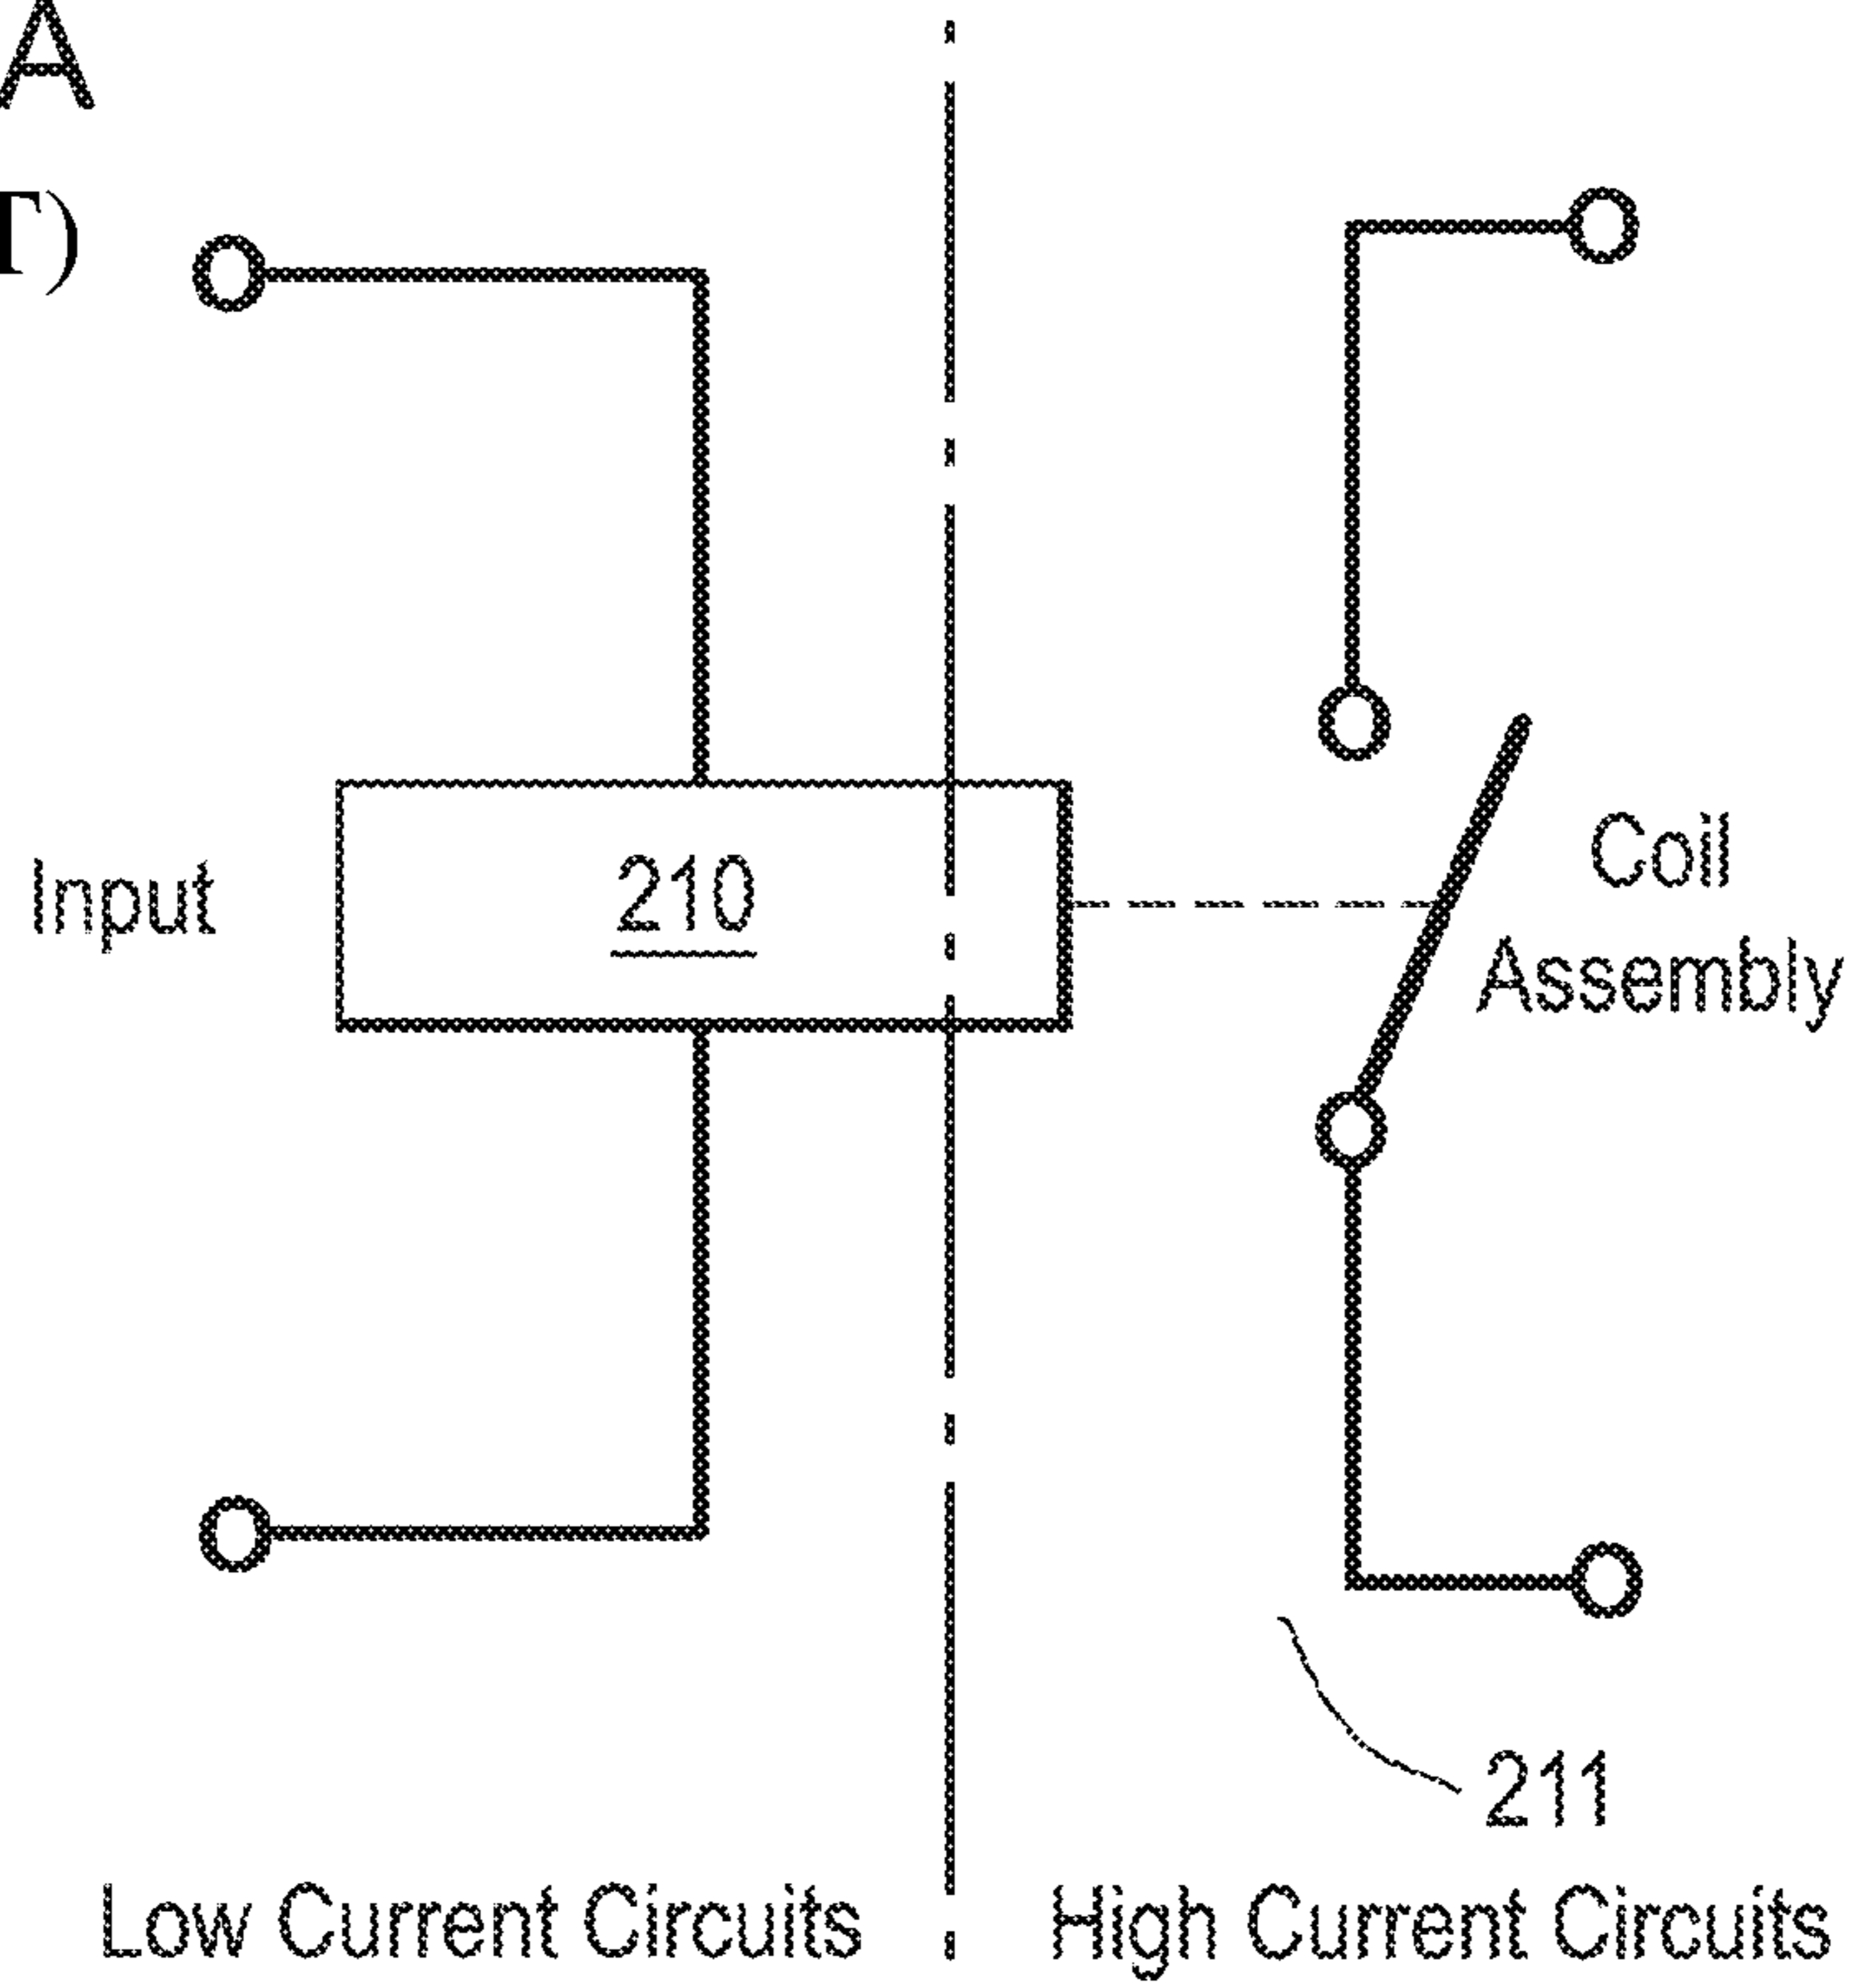 A
T)
Input
210
Coil
Assembly
211
Low Current Circuits
High Current Circuits